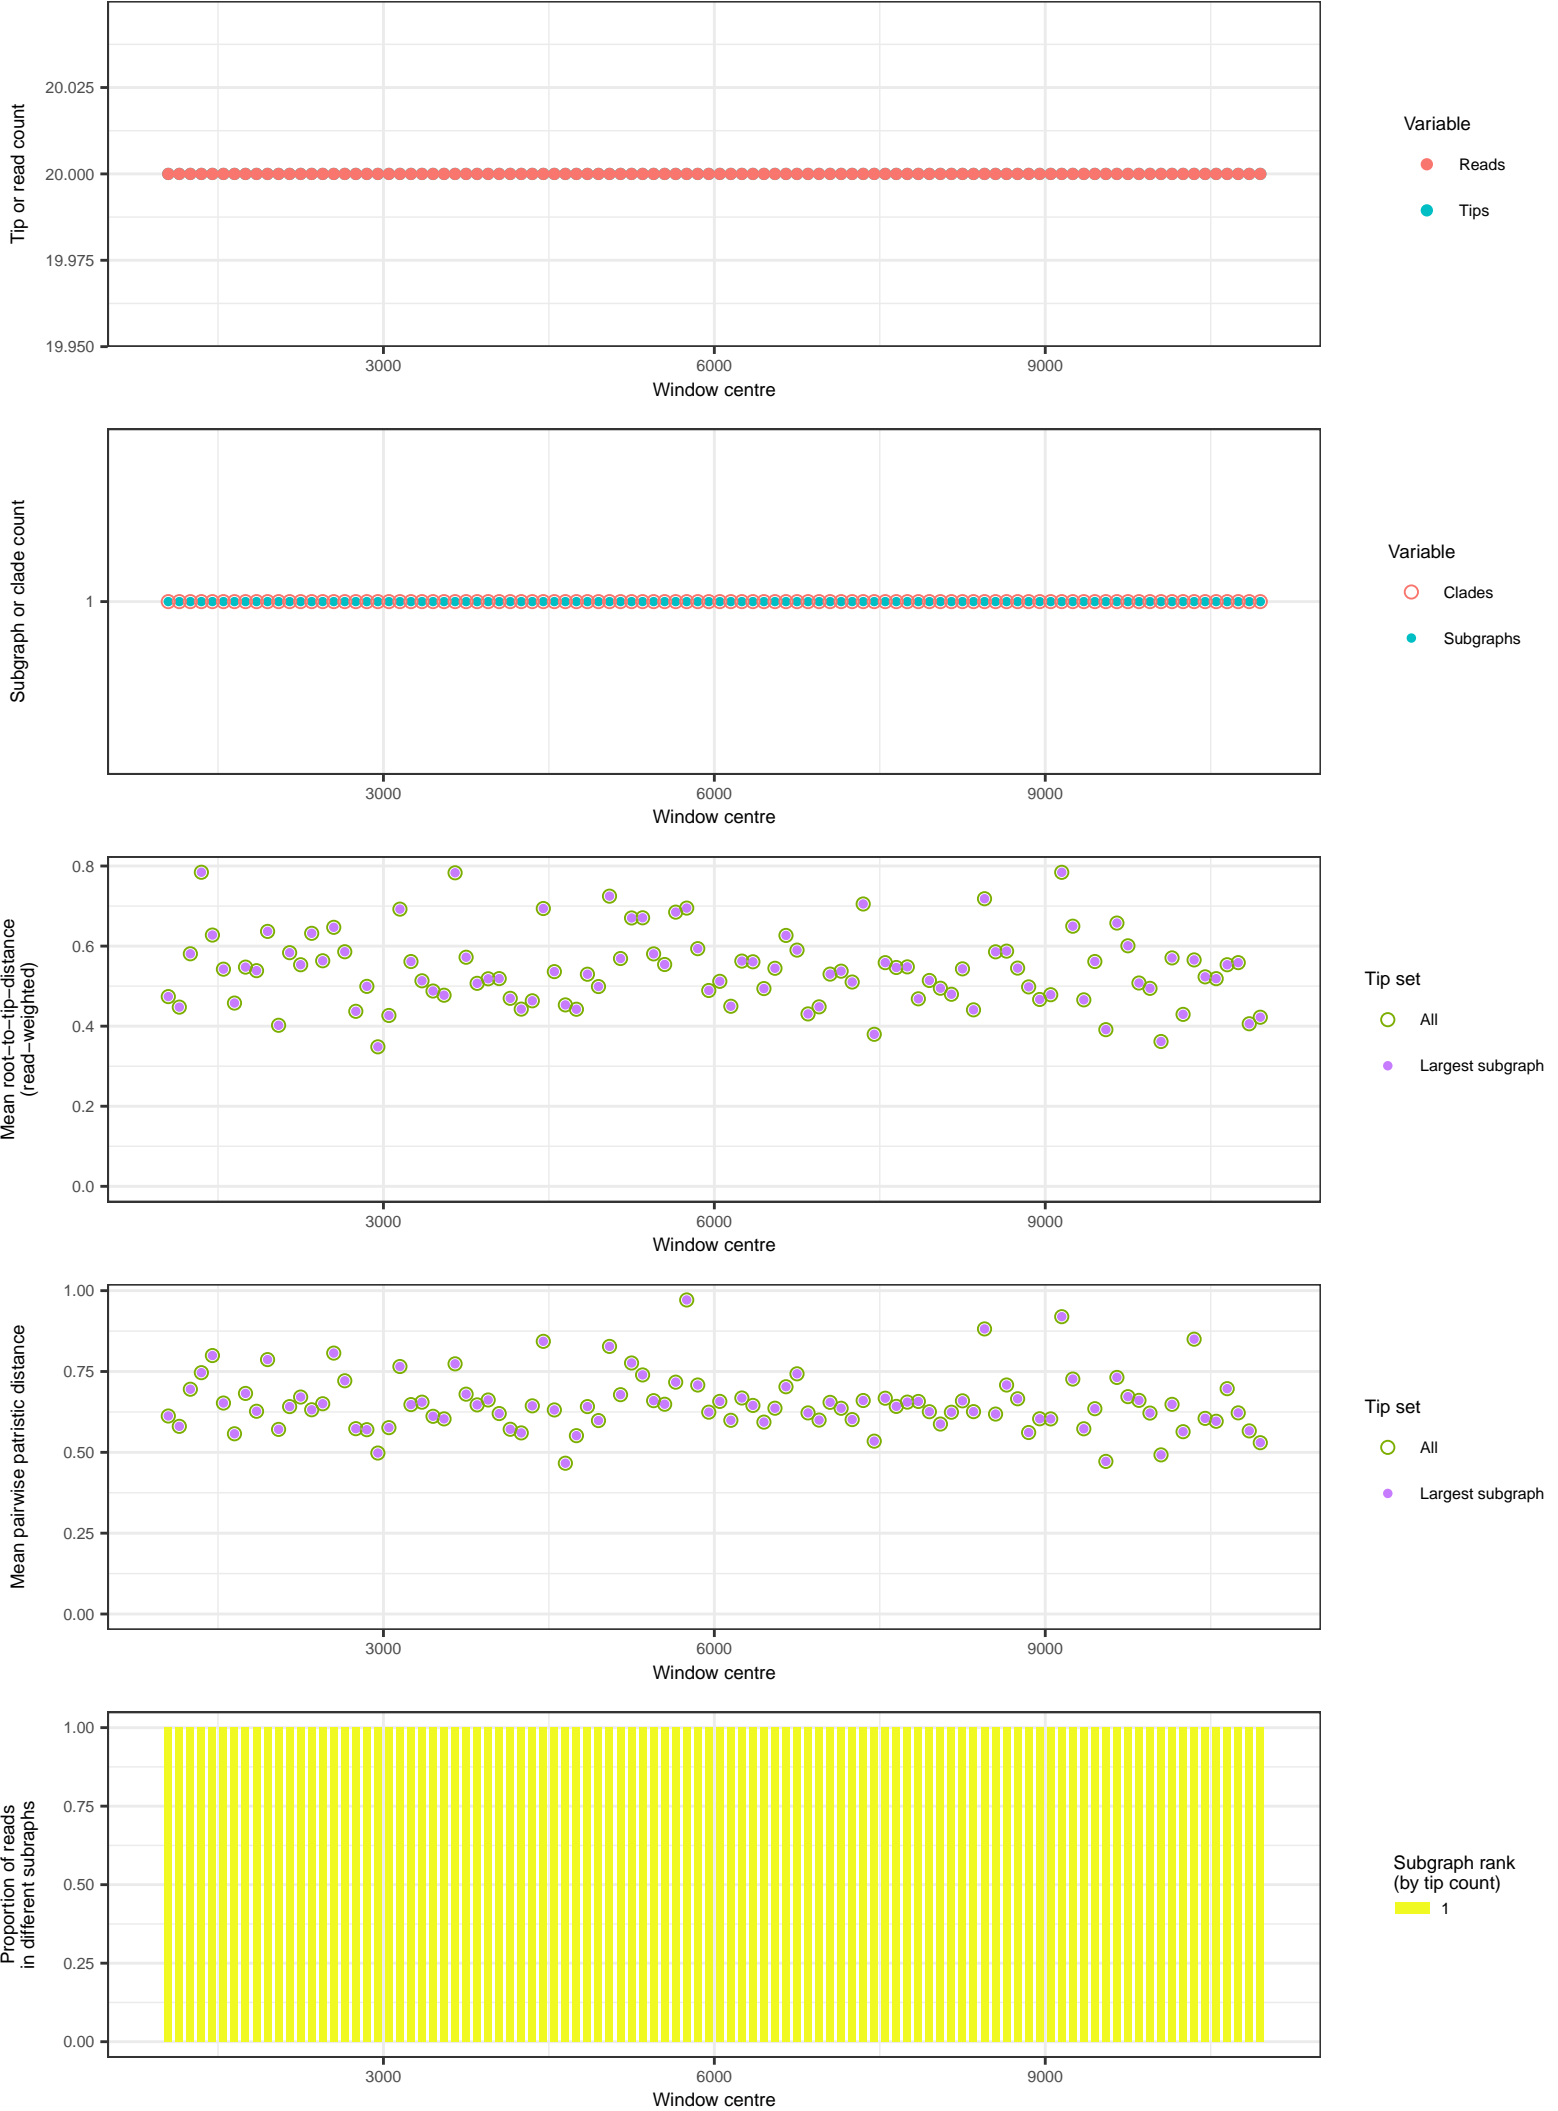 Tip or read count
20.025
20.000
19.975
19.950
3000
6000
9000
Window centre
Variable
Reads
Tips
Subgraph or clade count
1
3000
6000
9000
Window centre
Variable
Clades
Subgraphs
Mean root−to−tip−distance
(read−weighted)
0.8
0.6
0.4
0.2
0.0
3000
6000
9000
Window centre
Tip set
All
Largest subgraph
Mean pairwise patristic distance
1.00
0.75
0.50
0.25
0.00
3000
6000
9000
Window centre
Tip set
All
Largest subgraph
Proportion of reads
in different subraphs
1.00
0.75
0.50
0.25
0.00
3000
6000
9000
Window centre
Subgraph rank
(by tip count)
1